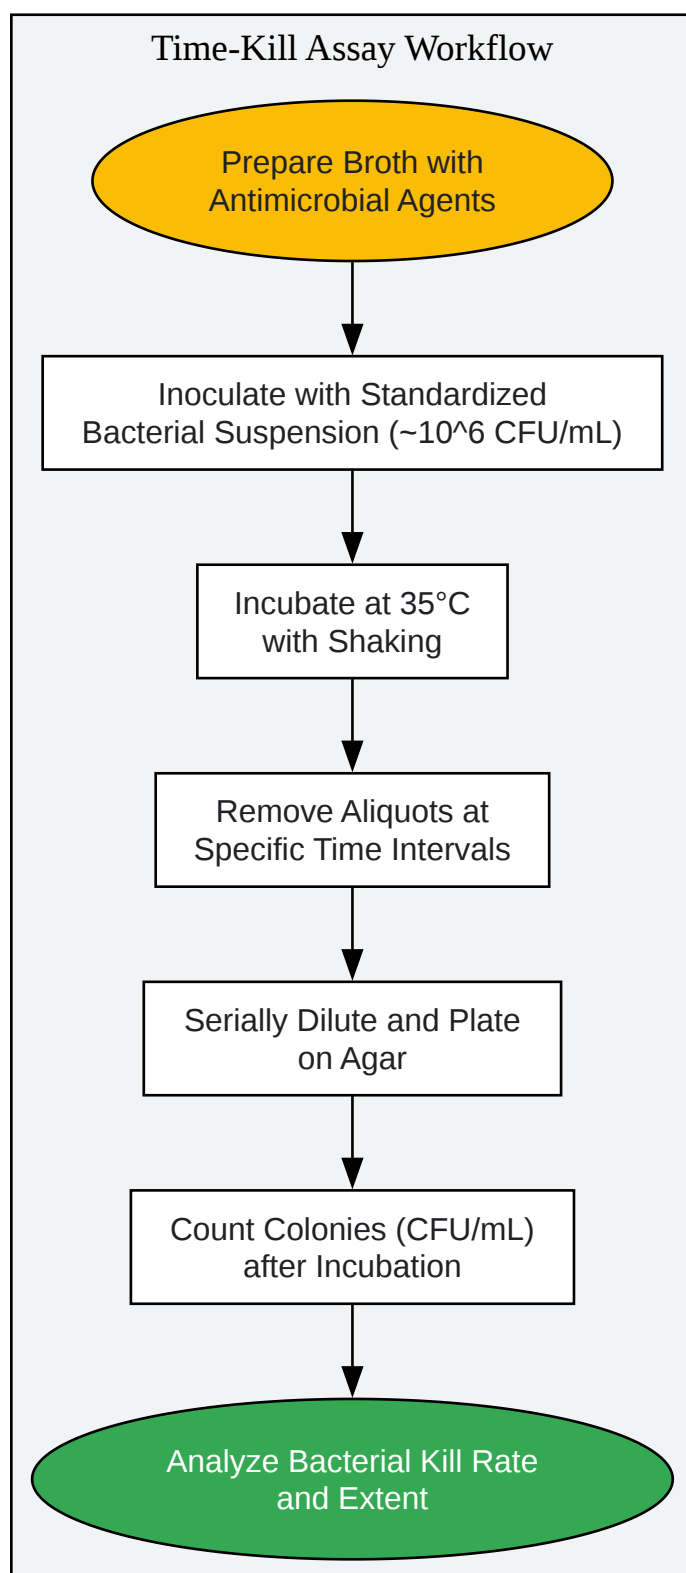 Time-Kill Assay Workflow
Prepare Broth with
Antimicrobial Agents
Inoculate with Standardized
Bacterial Suspension (~10^6 CFU/mL)
Incubate at 35°C
with Shaking
Remove Aliquots at
Specific Time Intervals
Serially Dilute and Plate
on Agar
Count Colonies (CFU/mL)
after Incubation
Analyze Bacterial Kill Rate
and Extent